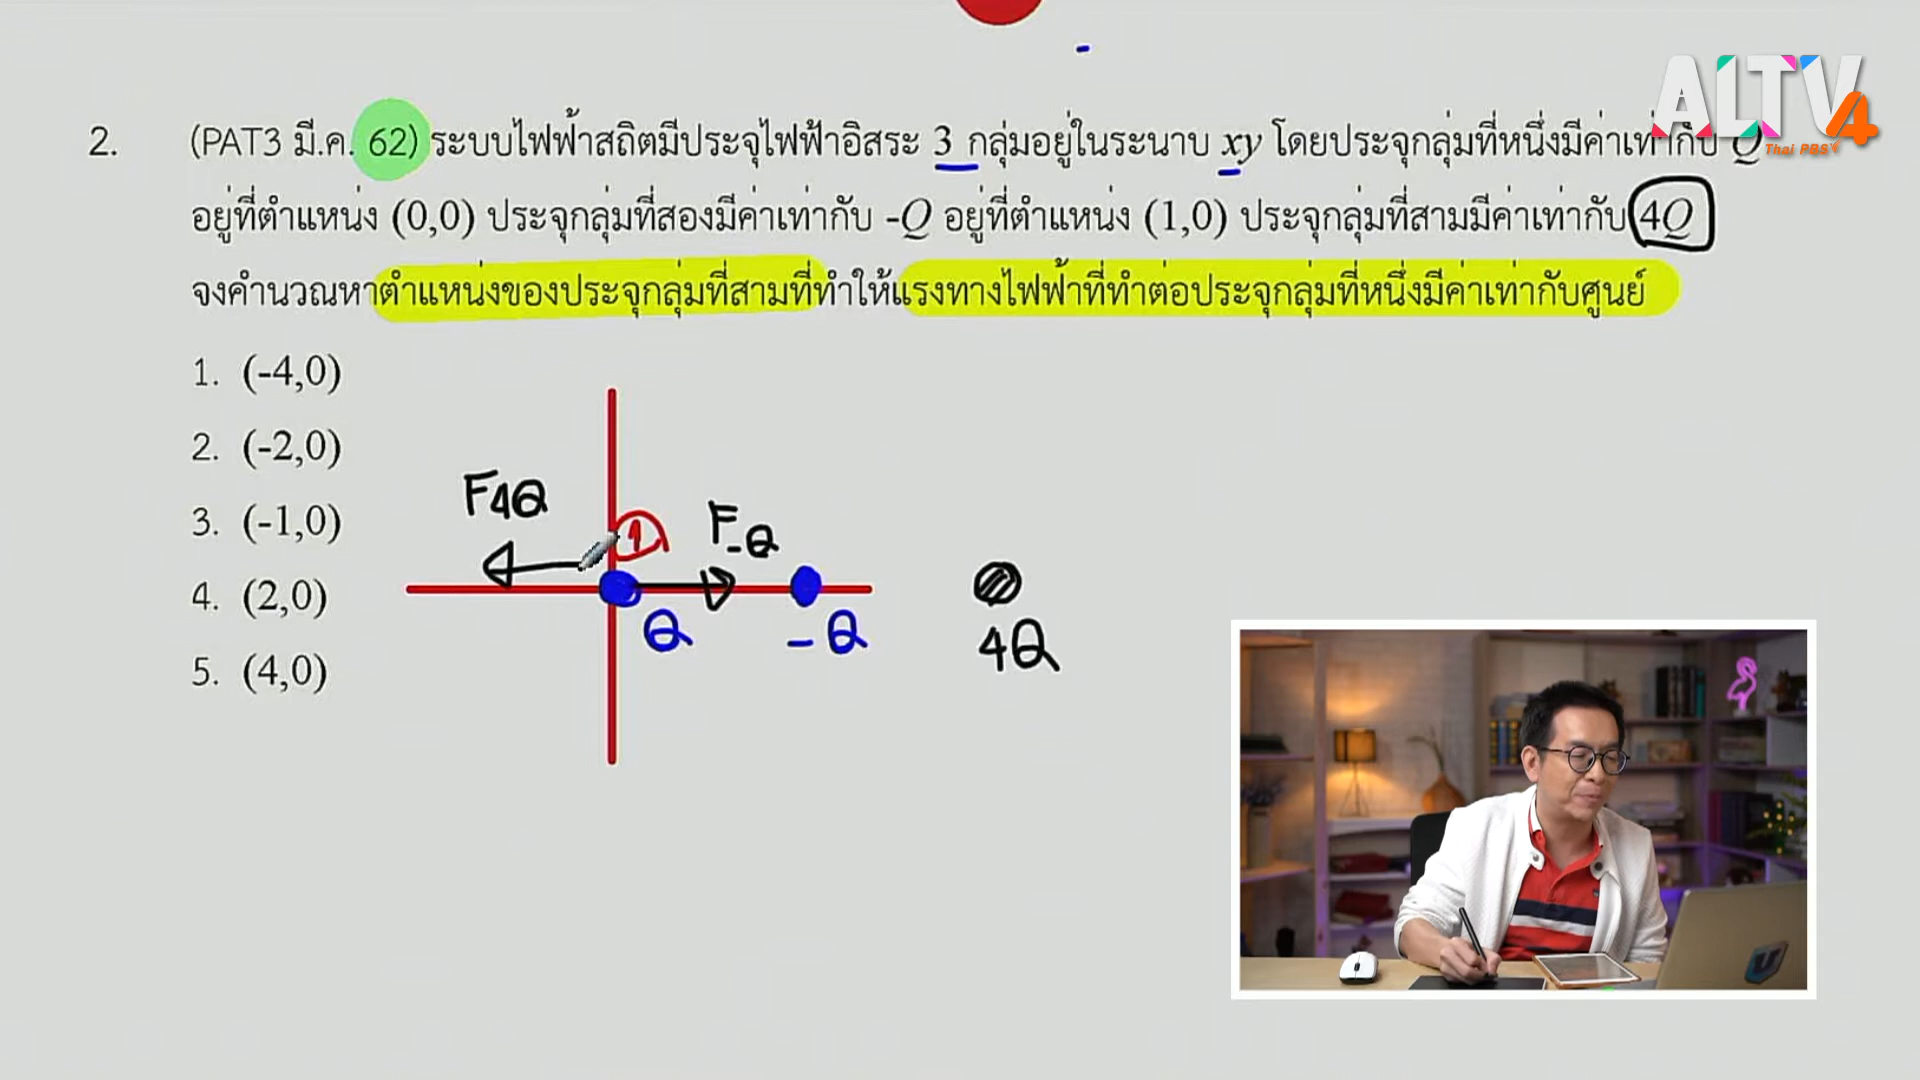 ALTV4
Thai PBS
2. (PAT3 มี.ค. 62) ระบบไฟฟ้าสถิตมีประจุไฟฟ้าอิสระ 3 กลุ่มอยู่ในระนาบ xy โดยประจุกลุ่มที่หนึ่งมีค่าเท่ากับ Q
อยู่ที่ตำแหน่ง (0,0) ประจุกลุ่มที่สองมีค่าเท่ากับ -Q อยู่ที่ตำแหน่ง (1,0) ประจุกลุ่มที่สามมีค่าเท่ากับ 4Q
จงคำนวณหาตำแหน่งของประจุกลุ่มที่สามที่ทำให้แรงทางไฟฟ้าที่ทำต่อประจุกลุ่มที่หนึ่งมีค่าเท่ากับศูนย์
1. (-4,0)
2. (-2,0)
3. (-1,0)
4. (2,0)
5. (4,0)
F4Q
1
F-Q
Q
-Q
4Q